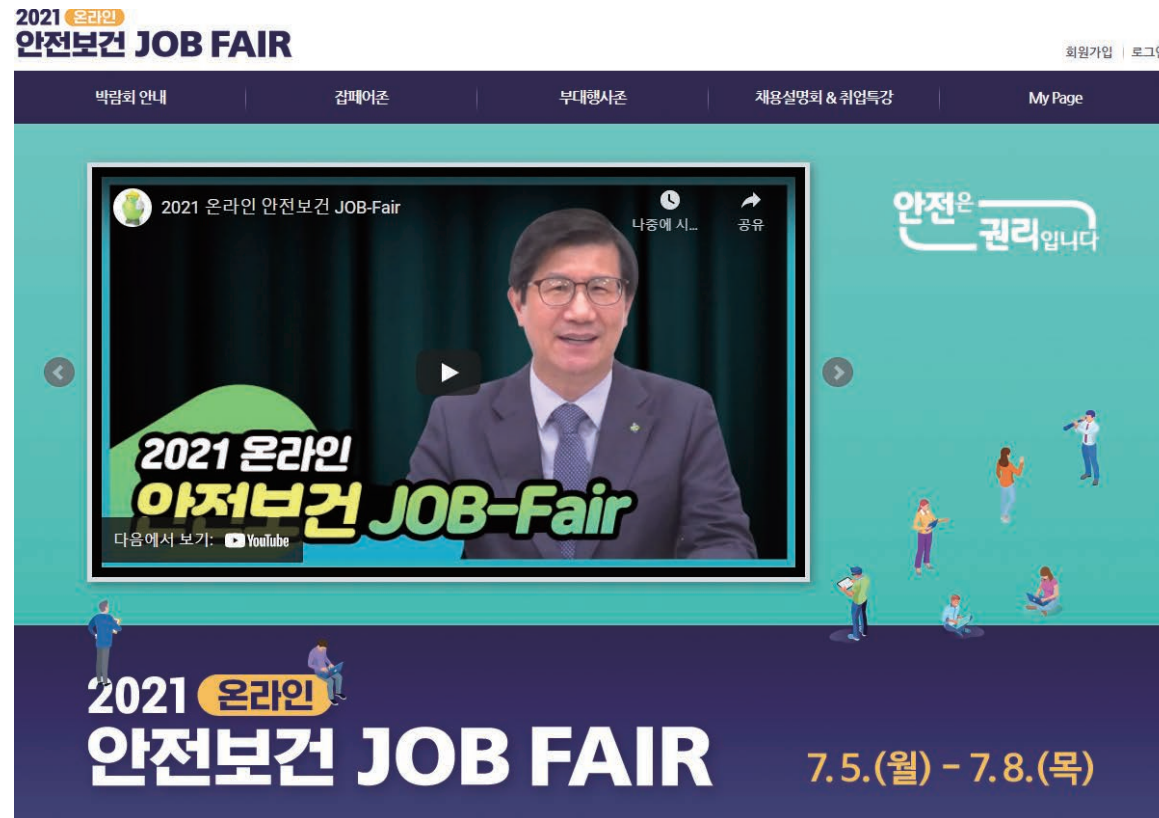 2021 온라인
안전보건 JOB FAIR
회원가입
박람회 안내
잡페어존
부대행사존
채용설명회 & 취업특강
My Page
2021 온라인 안전보건 JOB-Fair
나중에 시...
공유
안전은
권리입니다
2021 온라인
안전보건 JOB-Fair
다음에서 보기: YouTube
2021 온라인
안전보건 JOB FAIR
7. 5.(월) – 7. 8.(목)